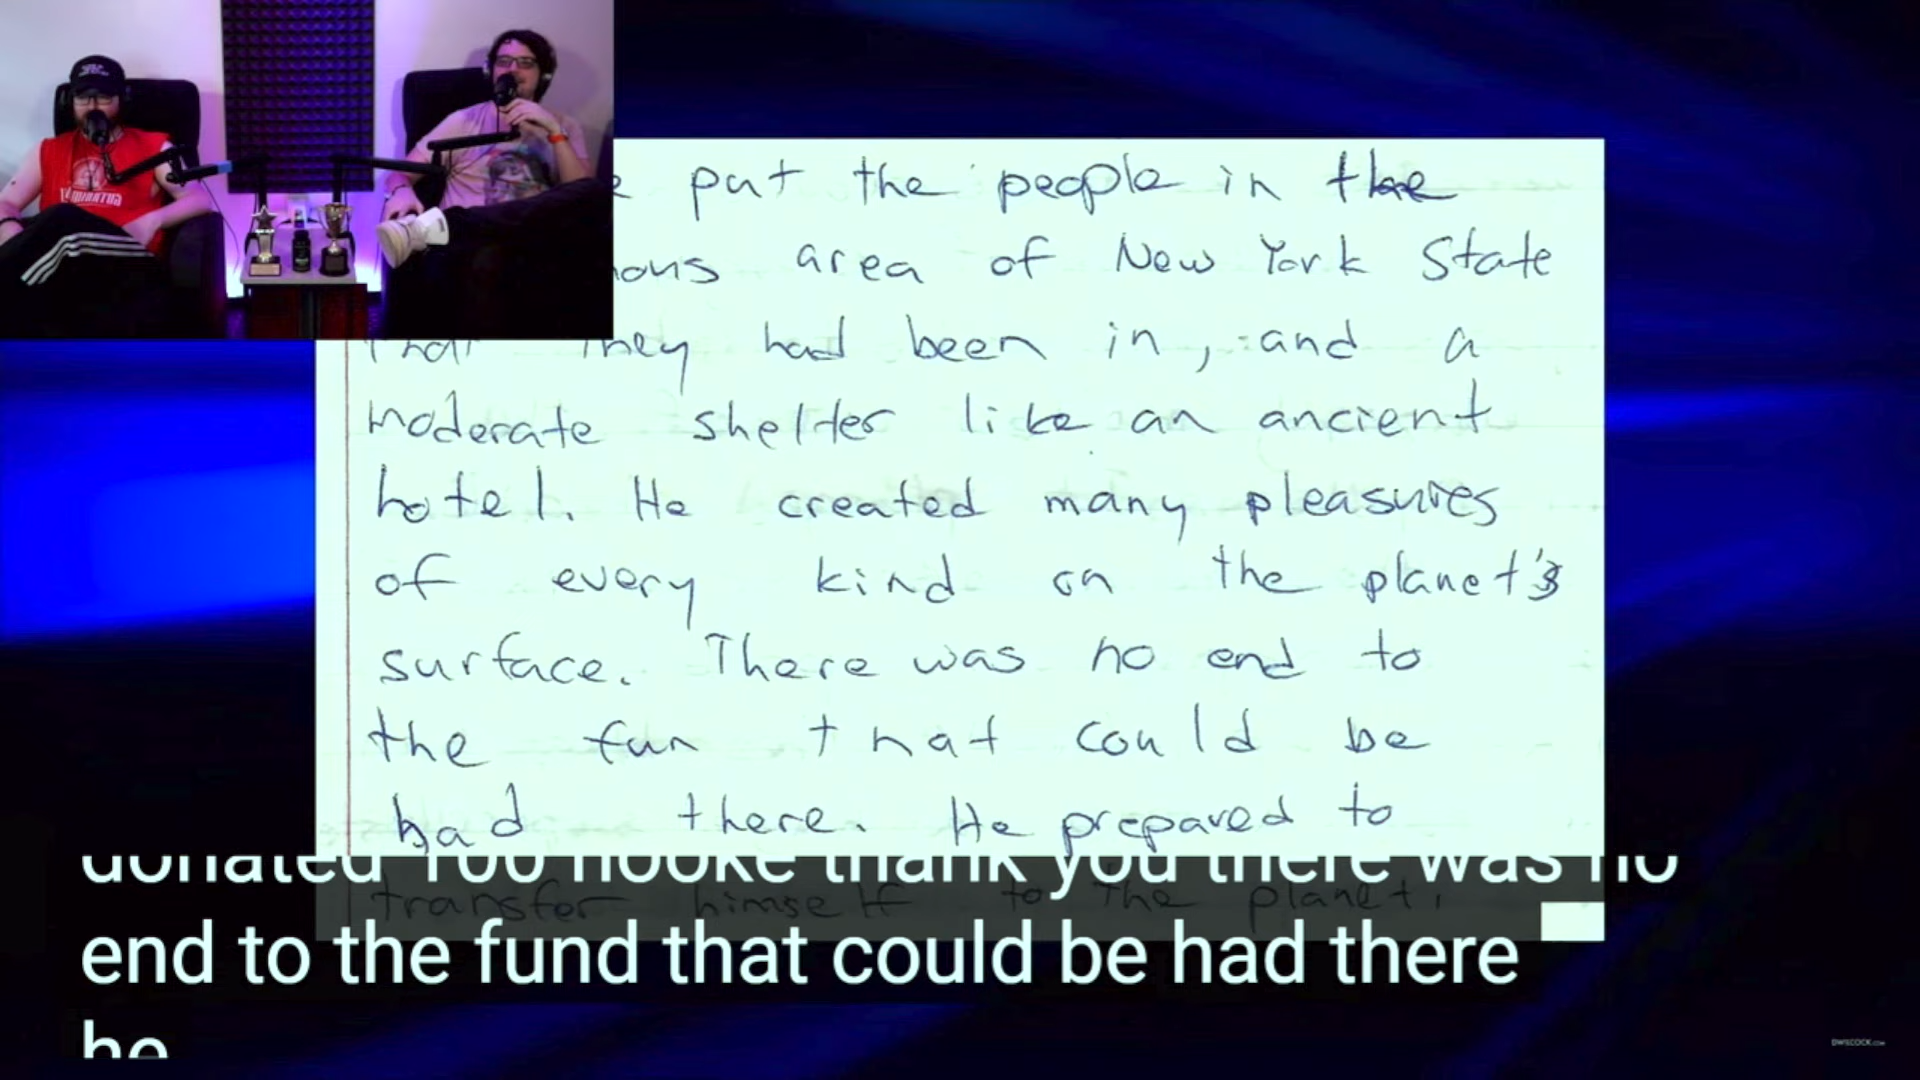 put the people in the
area of New York State
they had been in, and a
moderate shelter like an ancient
hotel. He created many pleasures
of every kind on the planet's
surface. There was no end to
the fun that could be
had there. He prepared to
transfer himself to the planet,
donated 100 hooke thank you there was no
end to the fund that could be had there
he